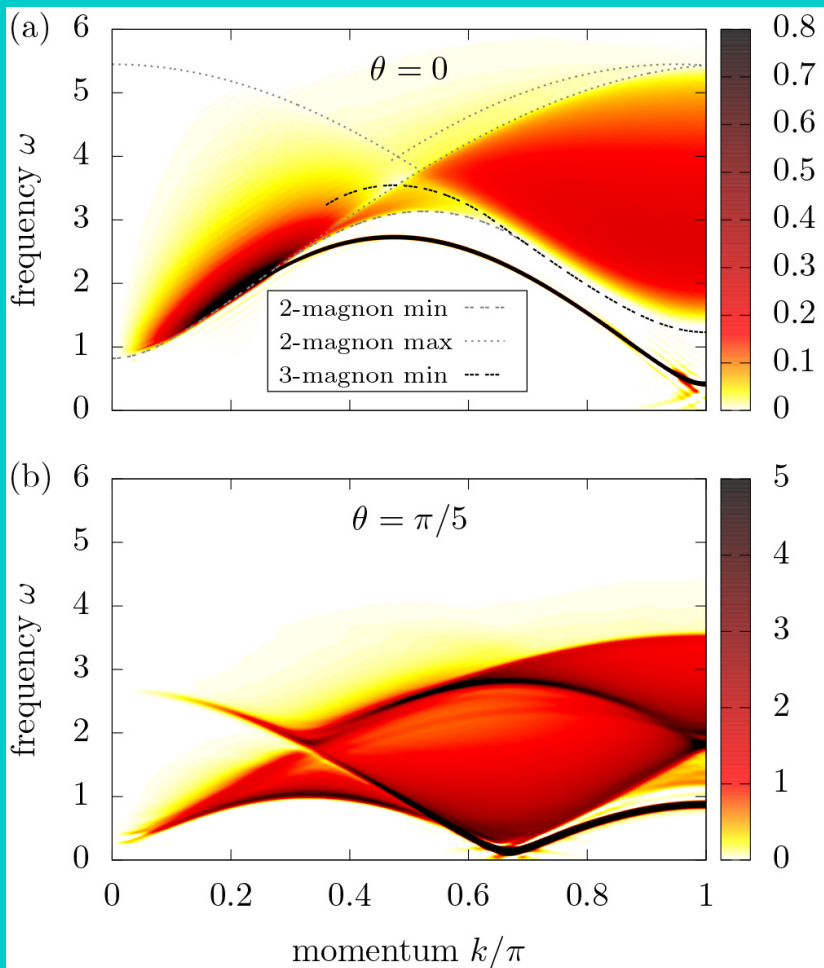 (a)
θ = 0
frequency ω
6
5
4
3
2
1
0
2-magnon min
2-magnon max
3-magnon min
0.8
0.7
0.6
0.5
0.4
0.3
0.2
0.1
0
(b)
θ = π/5
frequency ω
6
5
4
3
2
1
0
5
4
3
2
1
0
0 0.2 0.4 0.6 0.8 1
momentum k/π